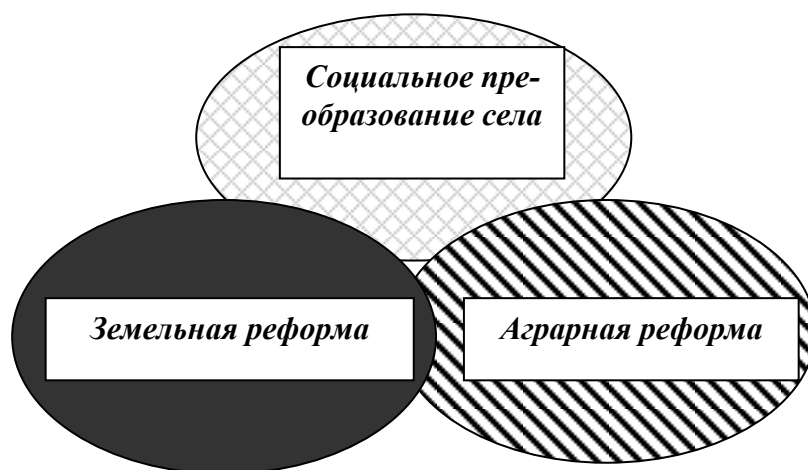 Социальное пре-
образование села
Земельная реформа
Аграрная реформа